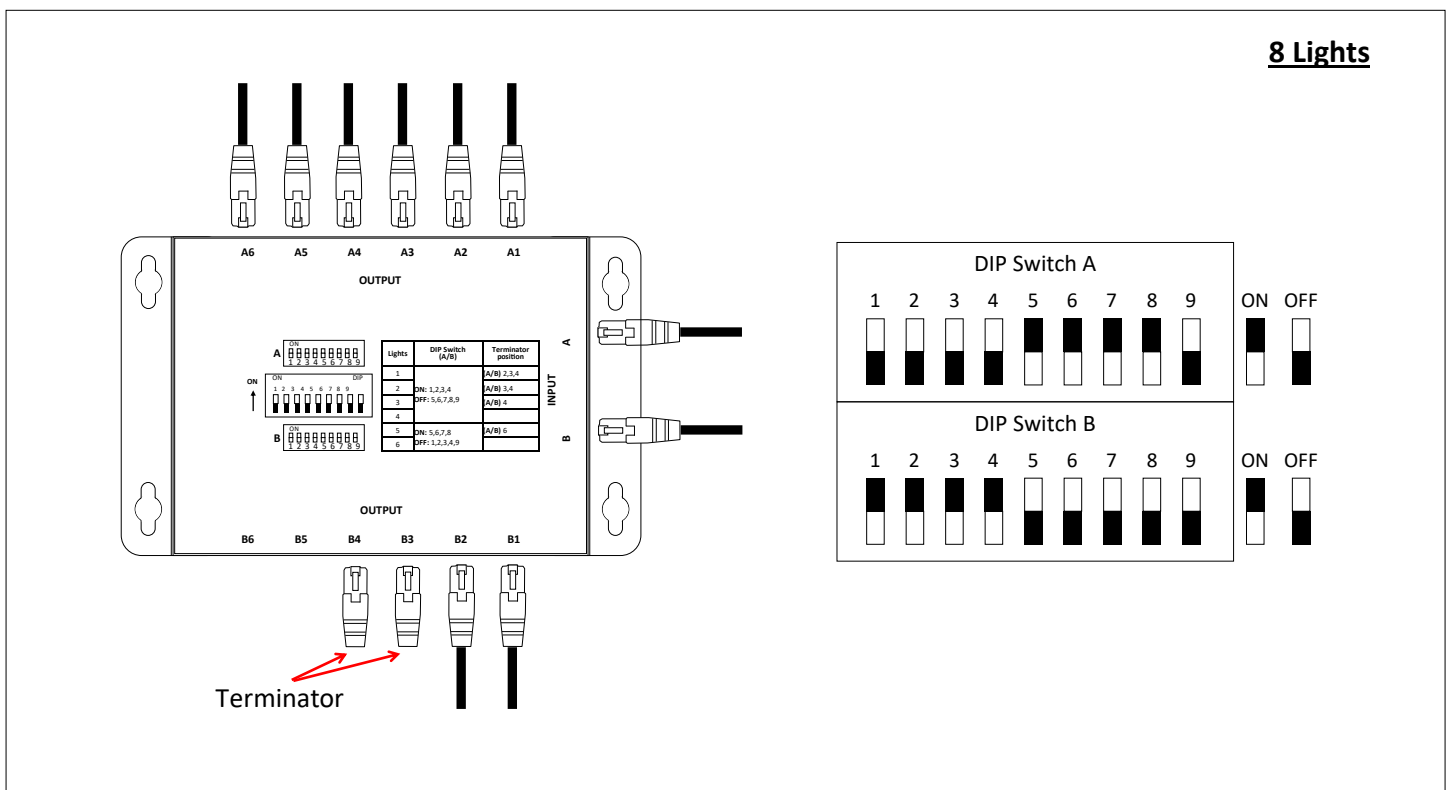 8 Lights
A6 A5 A4 A3 A2 A1
OUTPUT
A
ON
1 2 3 4 5 6 7 8 9
ON
ON DIP
1 2 3 4 5 6 7 8 9
B
ON
1 2 3 4 5 6 7 8 9
Lights DIP Switch (A/B) Terminator position
1 (A/B) 2,3,4
2 ON: 1,2,3,4 (A/B) 3,4
3 OFF: 5,6,7,8,9 (A/B) 4
4
5 ON: 5,6,7,8 (A/B) 6
6 OFF: 1,2,3,4,9
A
INPUT
B
OUTPUT
B6 B5 B4 B3 B2 B1
Terminator
DIP Switch A
1 2 3 4 5 6 7 8 9 ON OFF
DIP Switch B
1 2 3 4 5 6 7 8 9 ON OFF